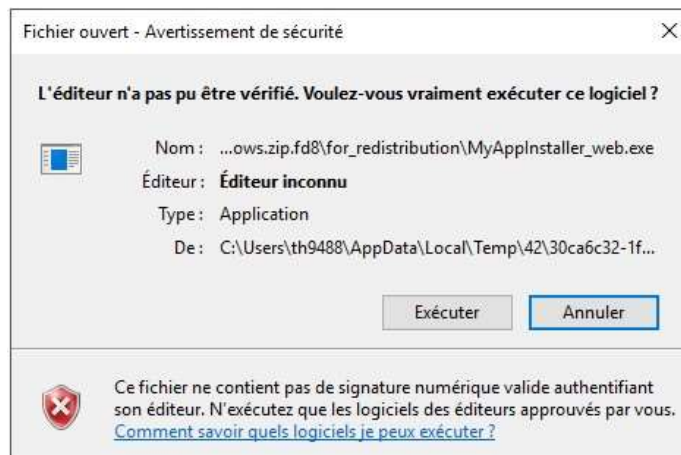 Fichier ouvert - Avertissement de sécurité
L'éditeur n'a pas pu être vérifié. Voulez-vous vraiment exécuter ce logiciel ?
Nom : ...ows.zip.fd8\for_redistribution\MyAppInstaller_web.exe
Éditeur : Éditeur inconnu
Type : Application
De : C:\Users\th9488\AppData\Local\Temp\42\30ca6c32-1f...
Exécuter Annuler
Ce fichier ne contient pas de signature numérique valide authentifiant
son éditeur. N'exécutez que les logiciels des éditeurs approuvés par vous.
Comment savoir quels logiciels je peux exécuter ?